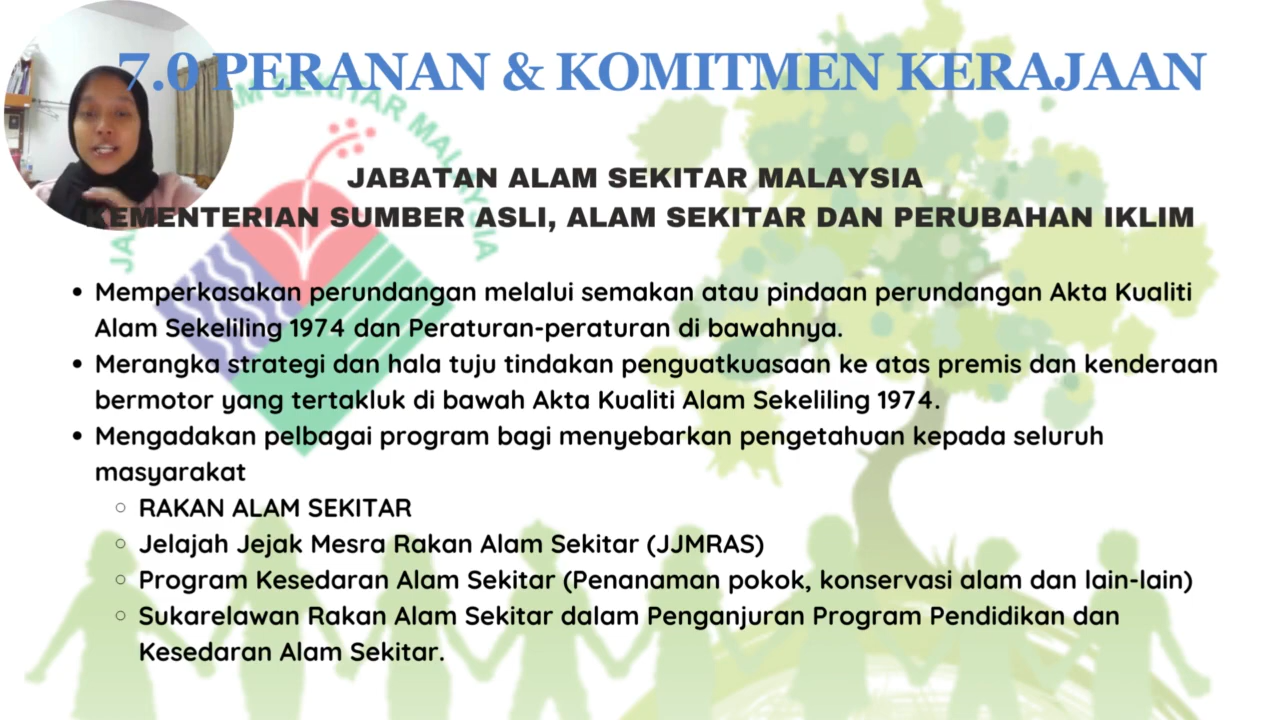 7.0 PERANAN & KOMITMEN KERAJAAN
JABATAN ALAM SEKITAR MALAYSIA
KEMENTERIAN SUMBER ASLI, ALAM SEKITAR DAN PERUBAHAN IKLIM
• Memperkasakan perundangan melalui semakan atau pindaan perundangan Akta Kualiti
Alam Sekeliling 1974 dan Peraturan-peraturan di bawahnya.
• Merangka strategi dan hala tuju tindakan penguatkuasaan ke atas premis dan kenderaan
bermotor yang tertakluk di bawah Akta Kualiti Alam Sekeliling 1974.
• Mengadakan pelbagai program bagi menyebarkan pengetahuan kepada seluruh
masyarakat
○ RAKAN ALAM SEKITAR
○ Jelajah Jejak Mesra Rakan Alam Sekitar (JJMRAS)
○ Program Kesedaran Alam Sekitar (Penanaman pokok, konservasi alam dan lain-lain)
○ Sukarelawan Rakan Alam Sekitar dalam Penganjuran Program Pendidikan dan
Kesedaran Alam Sekitar.
SEKITAR MALAYSIA